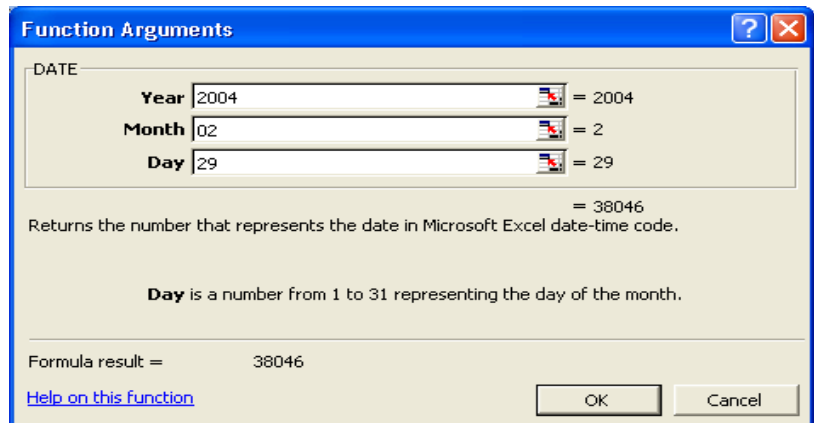 Function Arguments
DATE
Year 2004 = 2004
Month 02 = 2
Day 29 = 29
= 38046
Returns the number that represents the date in Microsoft Excel date-time code.
Day is a number from 1 to 31 representing the day of the month.
Formula result = 38046
Help on this function OK Cancel